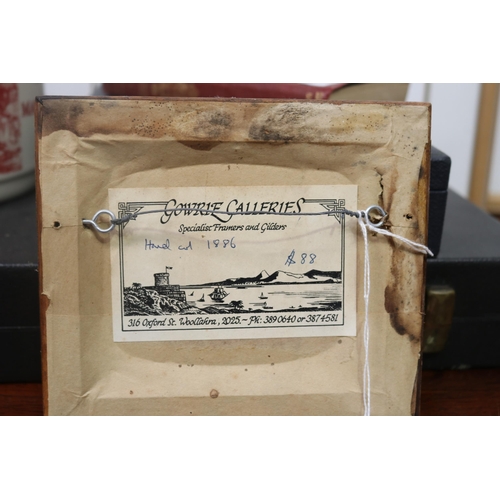 GOWRIE GALLERIES
Specialist Framers and Gilders
Hand col 1886
$88
316 Oxford St. Woollahra, 2025. ~ PH: 389 0640 or 387 4581